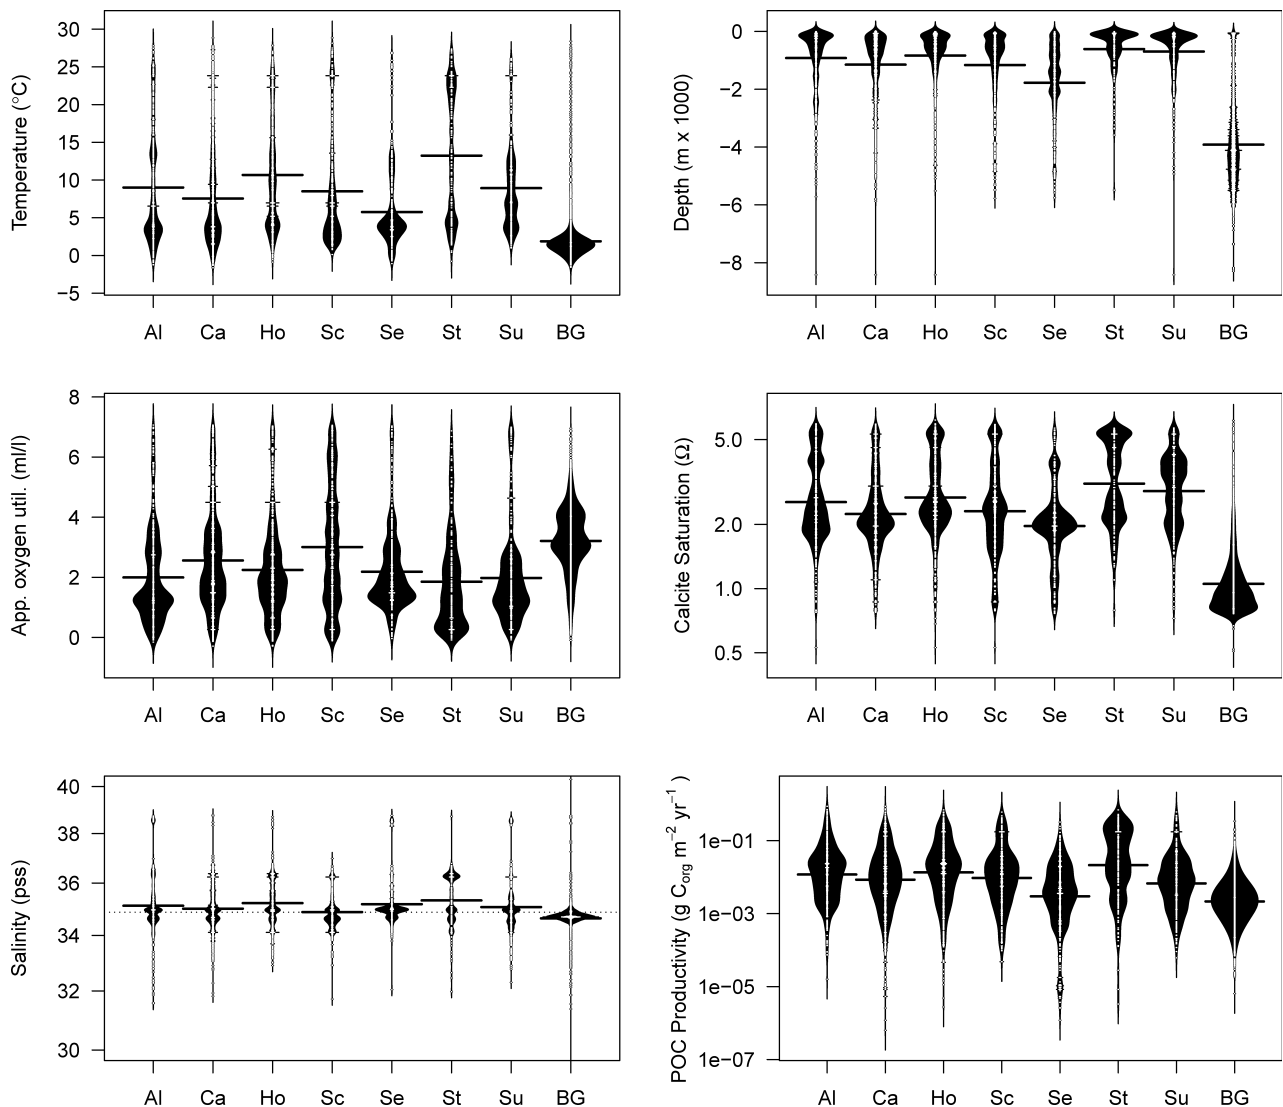 Temperature (°C)
30
25
20
15
10
5
0
−5
Al Ca Ho Sc Se St Su BG
Depth (m x 1000)
0
−2
−4
−6
−8
Al Ca Ho Sc Se St Su BG
App. oxygen util. (ml/l)
8
6
4
2
0
Al Ca Ho Sc Se St Su BG
Calcite Saturation (Ω)
5.0
2.0
1.0
0.5
Al Ca Ho Sc Se St Su BG
Salinity (pss)
40
38
36
34
32
30
Al Ca Ho Sc Se St Su BG
POC Productivity (g Corg m−2 yr−1 )
1e−01
1e−03
1e−05
1e−07
Al Ca Ho Sc Se St Su BG